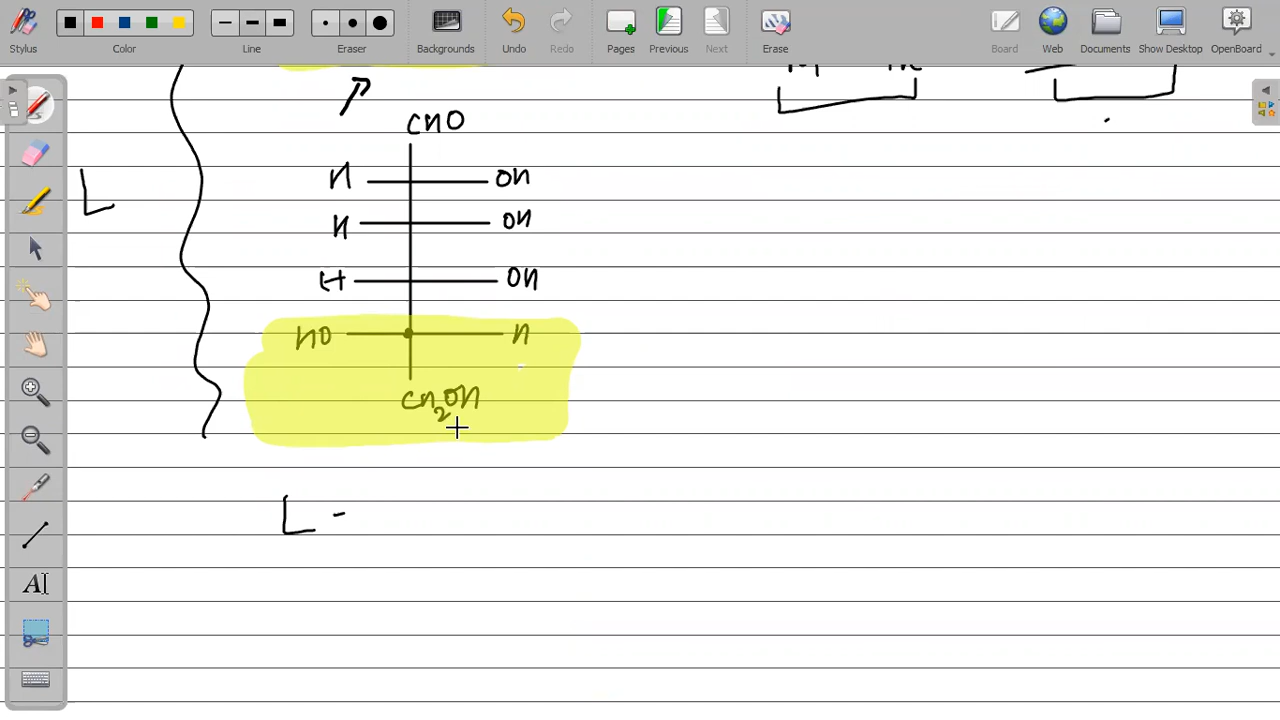 Stylus Color Line Eraser Backgrounds Undo Redo Pages Previous Next Erase Board Web Documents Show Desktop OpenBoard
CHO
H OH
L
H OH
H OH
HO H
CH2OH
L -